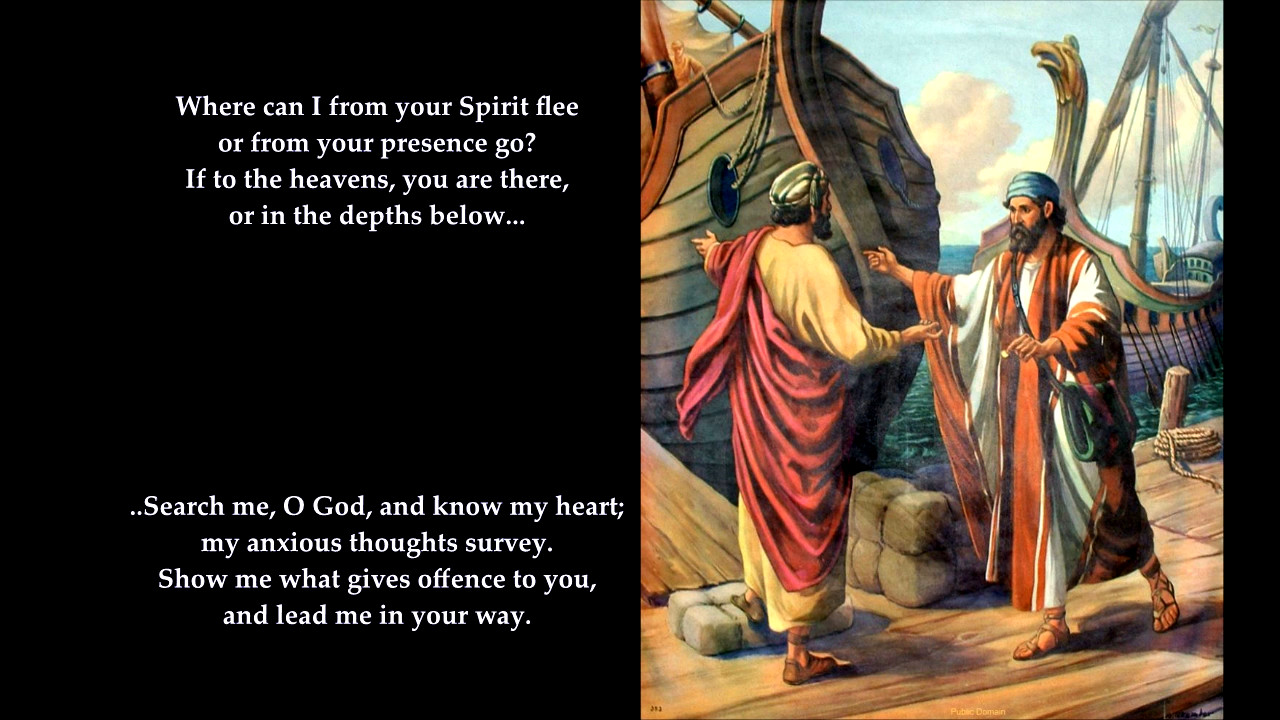 Where can I from your Spirit flee
or from your presence go?
If to the heavens, you are there,
or in the depths below...
..Search me, O God, and know my heart;
my anxious thoughts survey.
Show me what gives offence to you,
and lead me in your way.
Public Domain